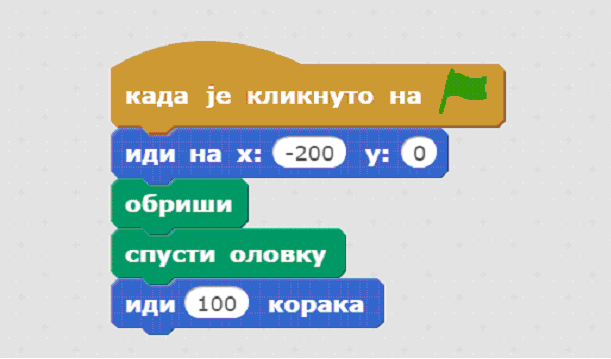 када је кликнуто на
иди на x: -200 y: 0
обриши
спусти оловку
иди 100 корака